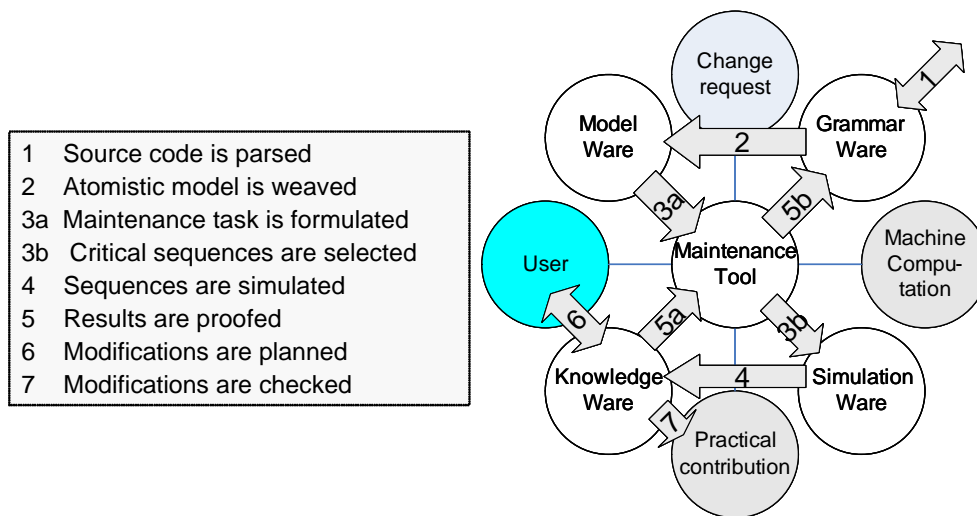 1 Source code is parsed
2 Atomistic model is weaved
3a Maintenance task is formulated
3b Critical sequences are selected
4 Sequences are simulated
5 Results are proofed
6 Modifications are planned
7 Modifications are checked
Change
request
1
Model
Ware
Grammar
Ware
2
3a
5b
User
Maintenance
Tool
Machine
Compu-
tation
6
5a
3b
Knowledge
Ware
4
Simulation
Ware
7
Practical
contribution